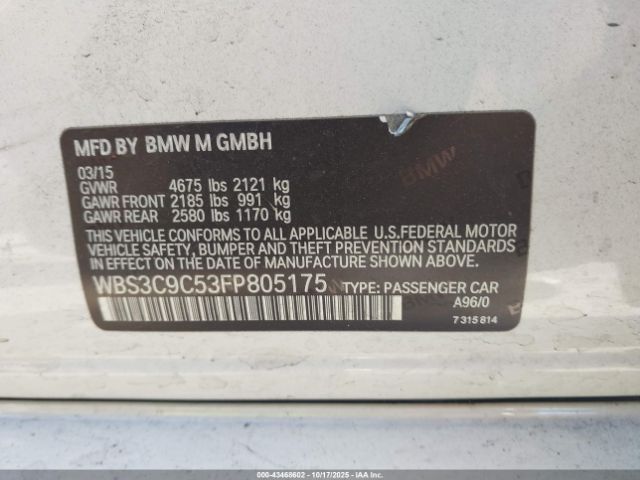 MFD BY BMW M GMBH
03/15
GVWR 4675 lbs 2121 kg
GAWR FRONT 2185 lbs 991 kg
GAWR REAR 2580 lbs 1170 kg
THIS VEHICLE CONFORMS TO ALL APPLICABLE U.S.FEDERAL MOTOR
VEHICLE SAFETY, BUMPER AND THEFT PREVENTION STANDARDS
IN EFFECT ON THE DATE OF MANUFACTURE SHOWN ABOVE.
WBS3C9C53FP805175 TYPE: PASSENGER CAR
A96/0
7 315 814
BMW
BMW
000-43468602 | 10/17/2025 | IAA Inc.